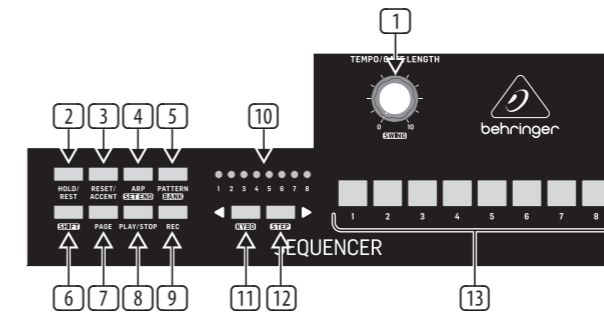 1
TEMPO/GATE LENGTH
0 10
SWING
behringer
2 3 4 5 10
HOLD/REST RESET/ACCENT ARP PATTERN
SET END BANK
1 2 3 4 5 6 7 8
SHIFT PAGE PLAY/STOP REC
KYBD STEP
1 2 3 4 5 6 7 8
SEQUENCER
6 7 8 9 11 12 13